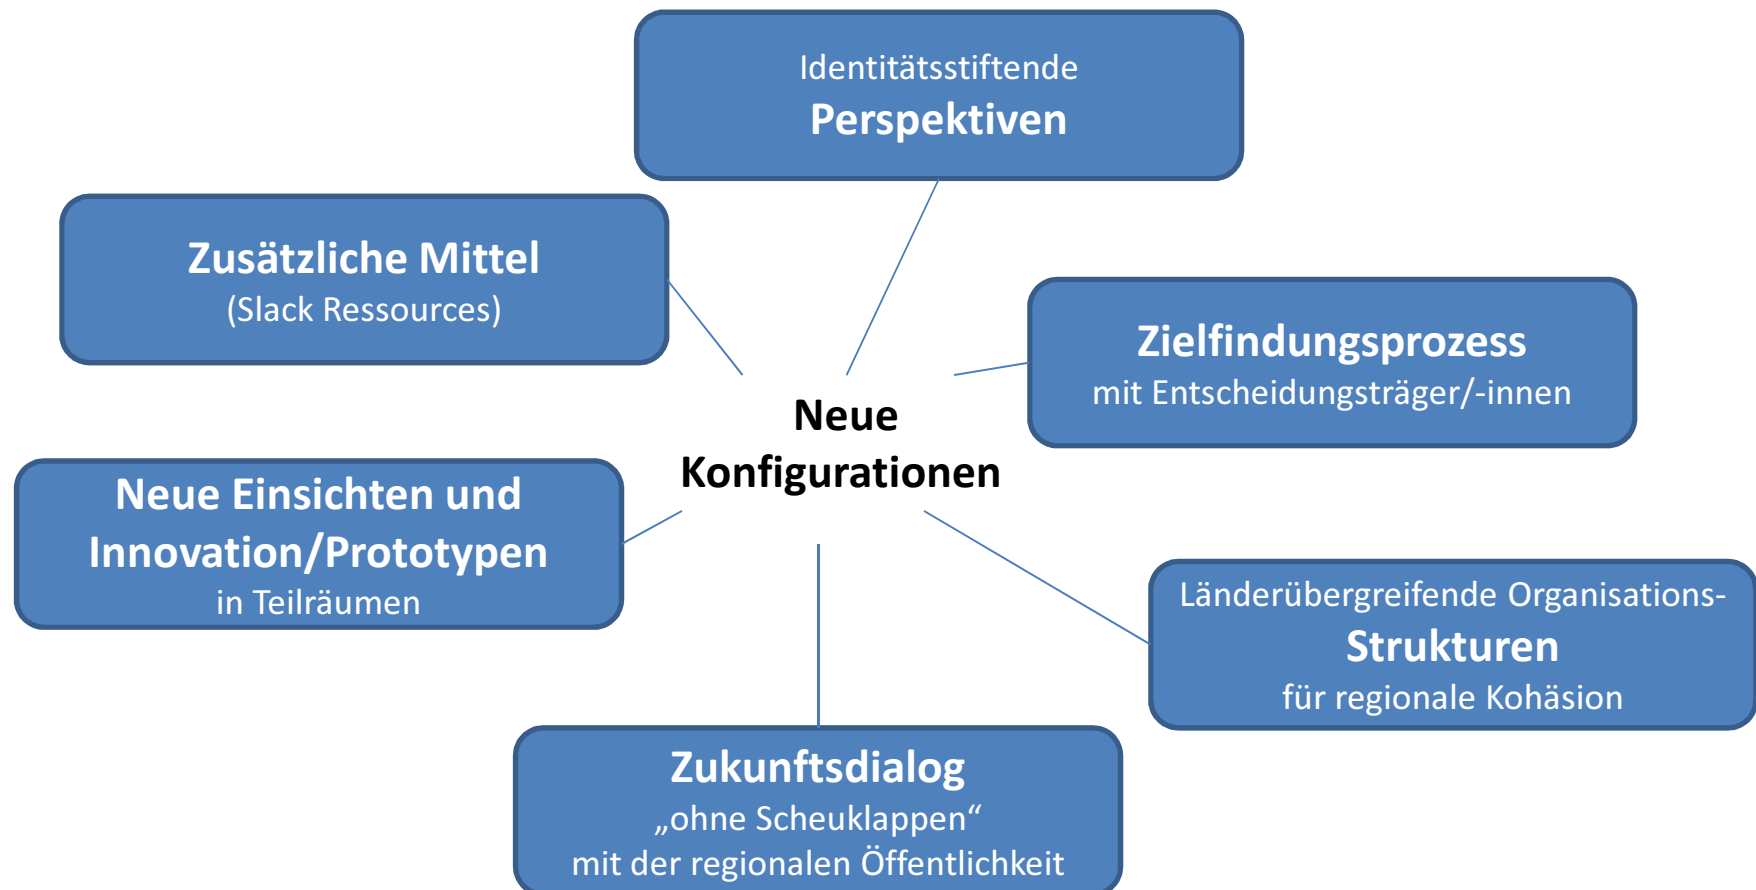 Identitätsstiftende
Perspektiven
Zusätzliche Mittel
(Slack Ressources)
Zielfindungsprozess
mit Entscheidungsträger/-innen
Neue
Konfigurationen
Neue Einsichten und
Innovation/Prototypen
in Teilräumen
Länderübergreifende Organisations-
Strukturen
für regionale Kohäsion
Zukunftsdialog
„ohne Scheuklappen“
mit der regionalen Öffentlichkeit